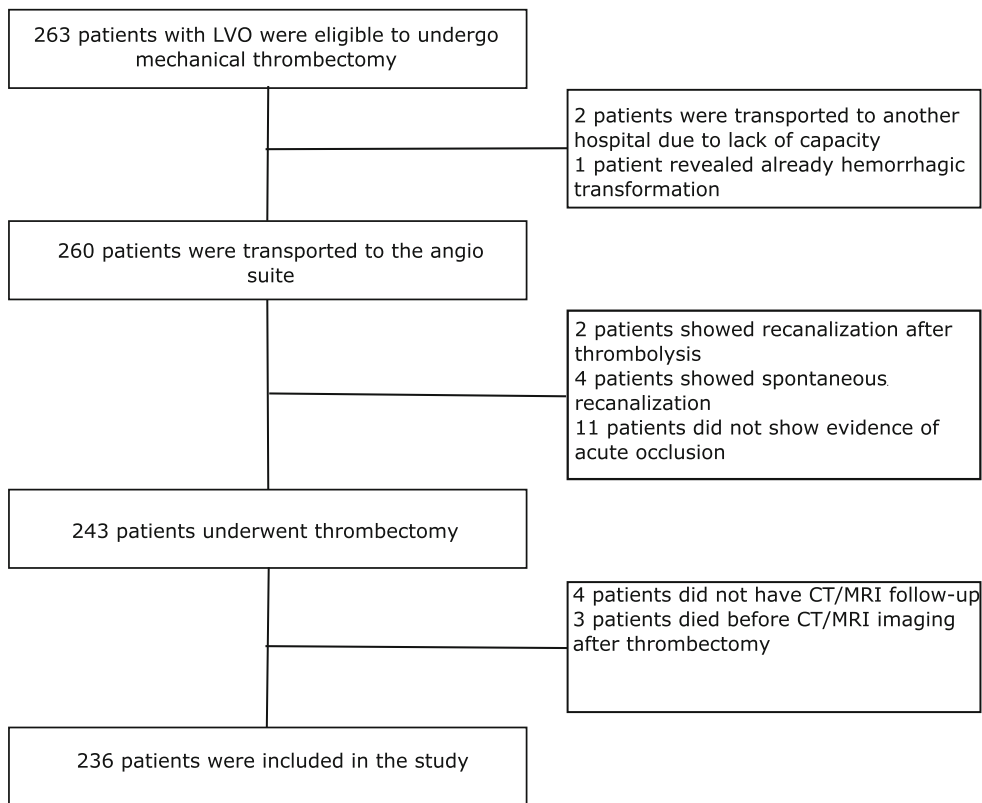 263 patients with LVO were eligible to undergo
mechanical thrombectomy
2 patients were transported to another
hospital due to lack of capacity
1 patient revealed already hemorrhagic
transformation
260 patients were transported to the angio
suite
2 patients showed recanalization after
thrombolysis
4 patients showed spontaneous
recanalization
11 patients did not show evidence of
acute occlusion
243 patients underwent thrombectomy
4 patients did not have CT/MRI follow-up
3 patients died before CT/MRI imaging
after thrombectomy
236 patients were included in the study